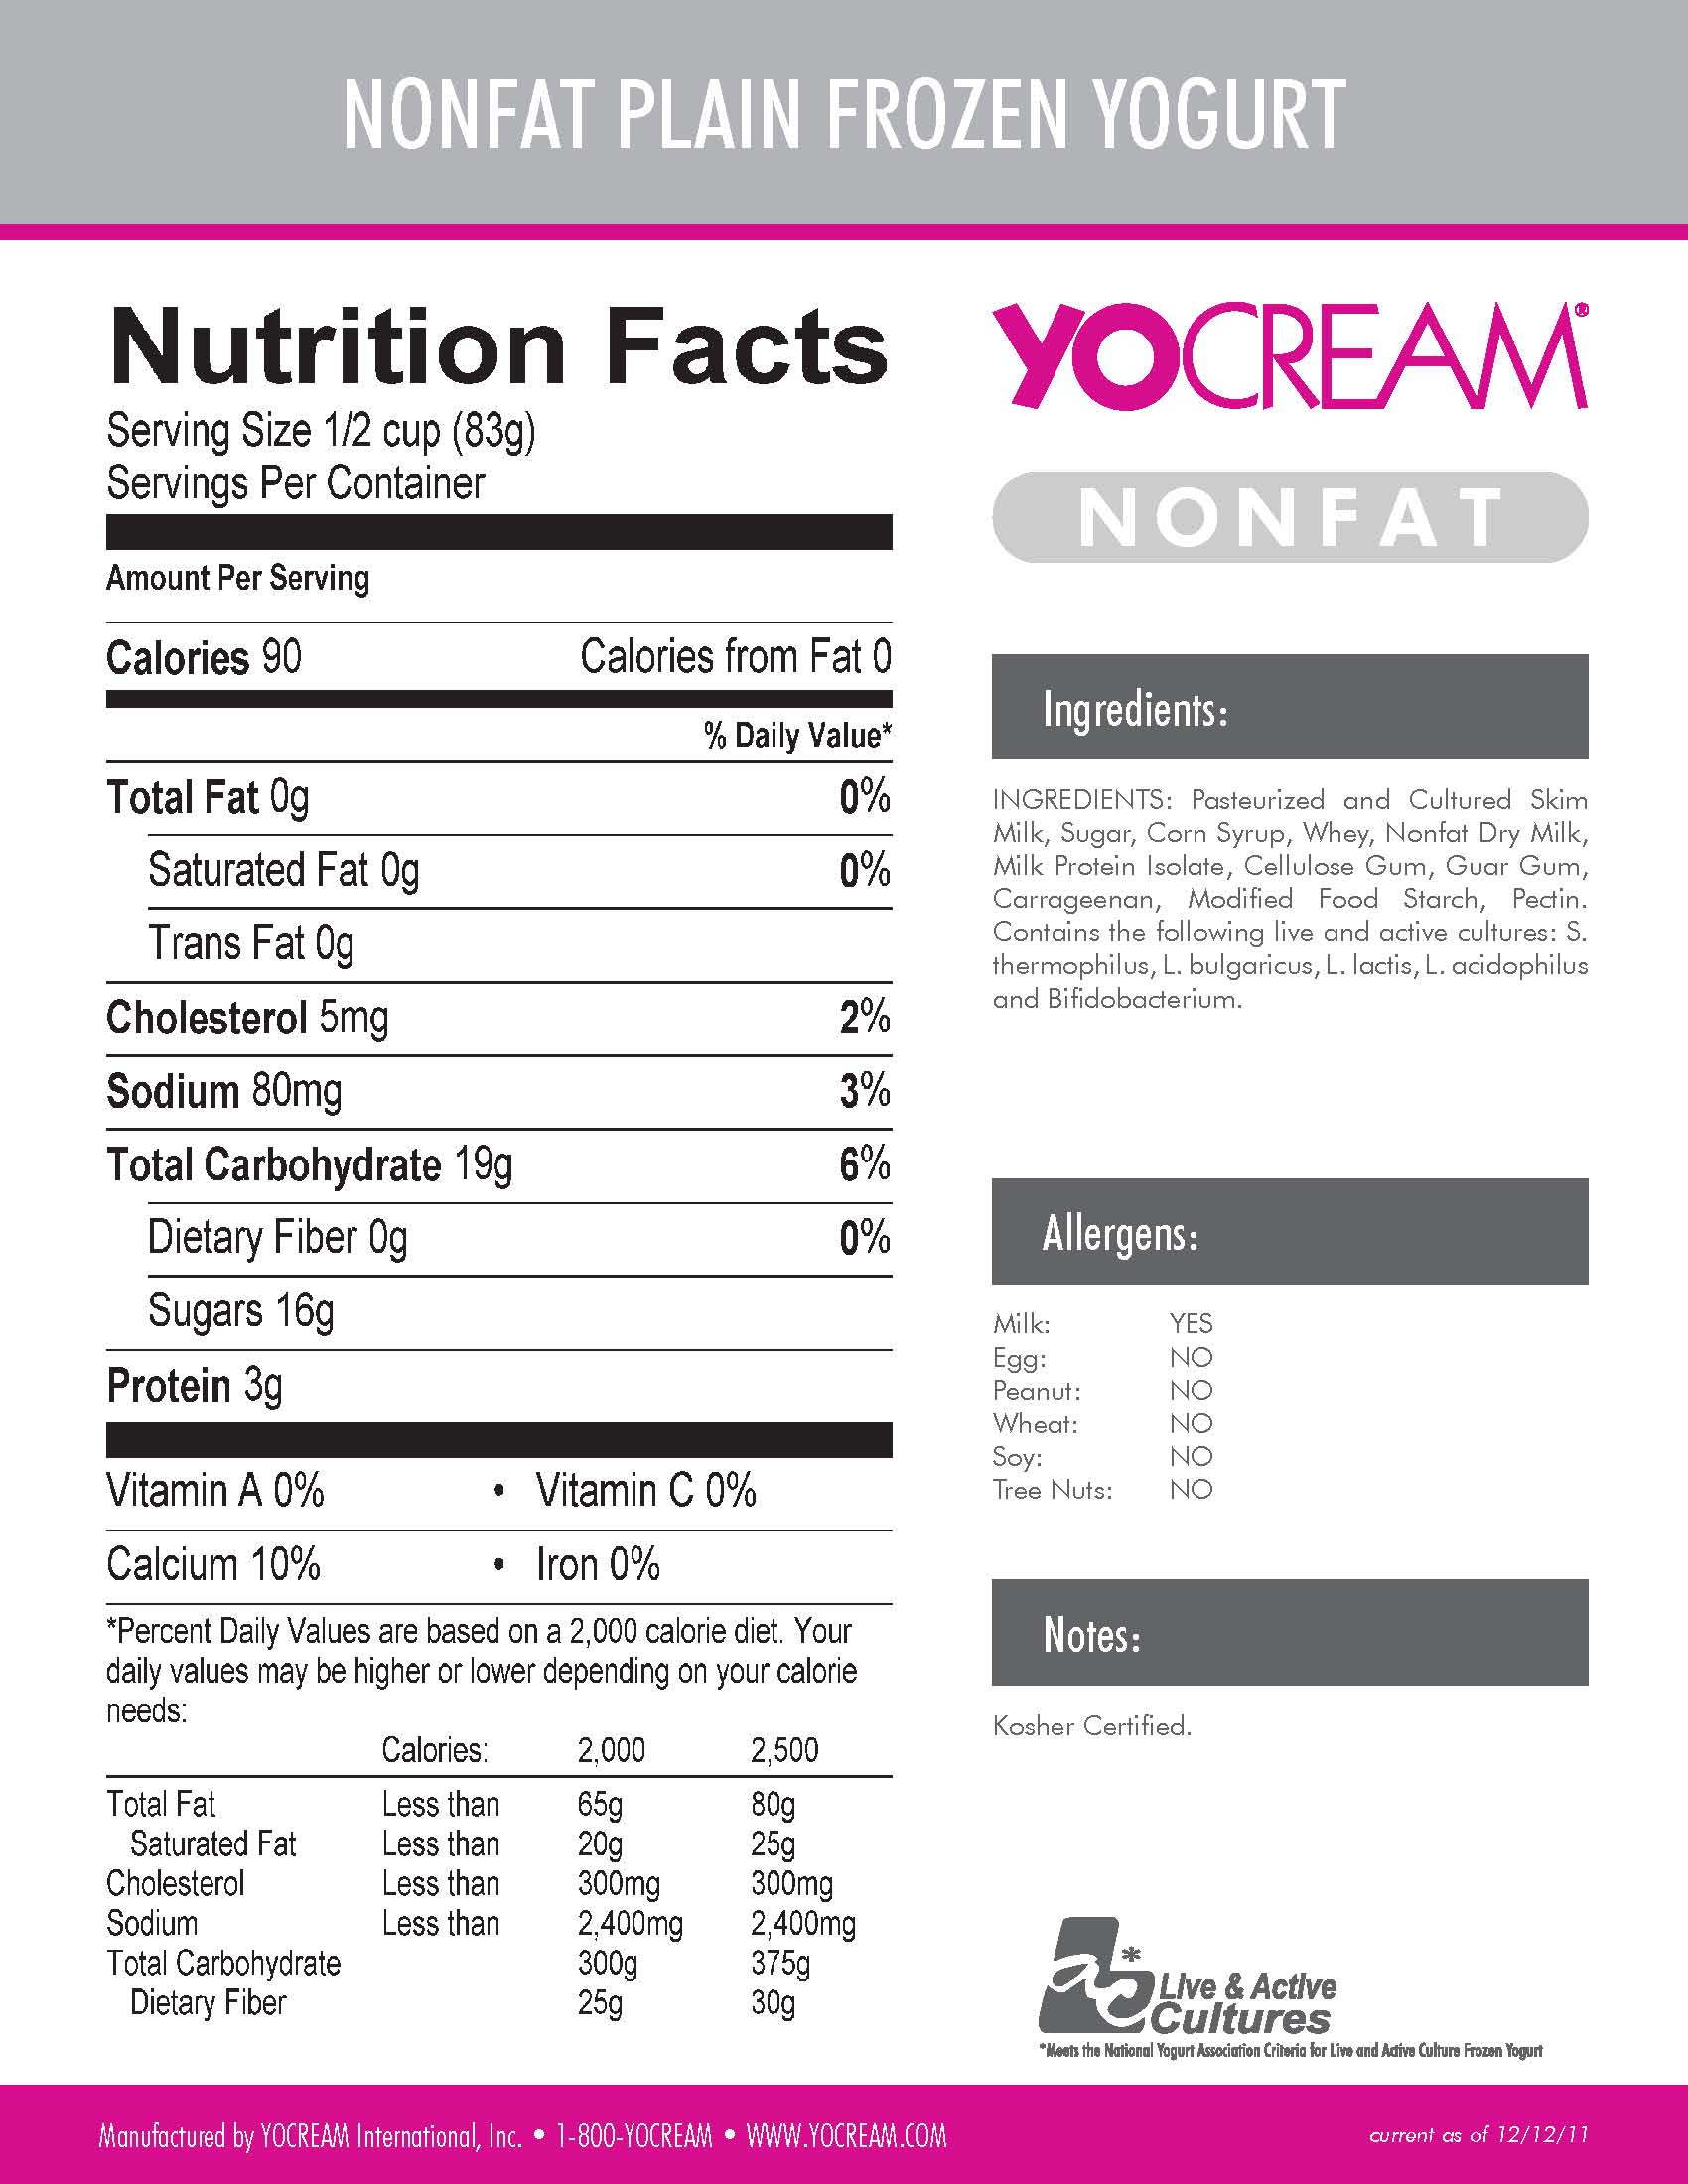 NONFAT PLAIN FROZEN YOGURT
Nutrition Facts
Serving Size 1/2 cup (83g)
Servings Per Container
Amount Per Serving
Calories 90 Calories from Fat 0
% Daily Value*
Total Fat 0g 0%
Saturated Fat 0g 0%
Trans Fat 0g
Cholesterol 5mg 2%
Sodium 80mg 3%
Total Carbohydrate 19g 6%
Dietary Fiber 0g 0%
Sugars 16g
Protein 3g
Vitamin A 0% • Vitamin C 0%
Calcium 10% • Iron 0%
*Percent Daily Values are based on a 2,000 calorie diet. Your
daily values may be higher or lower depending on your calorie
needs:
Calories: 2,000 2,500
Total Fat Less than 65g 80g
Saturated Fat Less than 20g 25g
Cholesterol Less than 300mg 300mg
Sodium Less than 2,400mg 2,400mg
Total Carbohydrate 300g 375g
Dietary Fiber 25g 30g
YOCREAM®
NONFAT
Ingredients:
INGREDIENTS: Pasteurized and Cultured Skim
Milk, Sugar, Corn Syrup, Whey, Nonfat Dry Milk,
Milk Protein Isolate, Cellulose Gum, Guar Gum,
Carrageenan, Modified Food Starch, Pectin.
Contains the following live and active cultures: S.
thermophilus, L. bulgaricus, L. lactis, L. acidophilus
and Bifidobacterium.
Allergens:
Milk: YES
Egg: NO
Peanut: NO
Wheat: NO
Soy: NO
Tree Nuts: NO
Notes:
Kosher Certified.
ac*
Live & Active
Cultures
*Meets the National Yogurt Association Criteria for Live and Active Culture Frozen Yogurt
Manufactured by YOCREAM International, Inc. • 1-800-YOCREAM • WWW.YOCREAM.COM
current as of 12/12/11